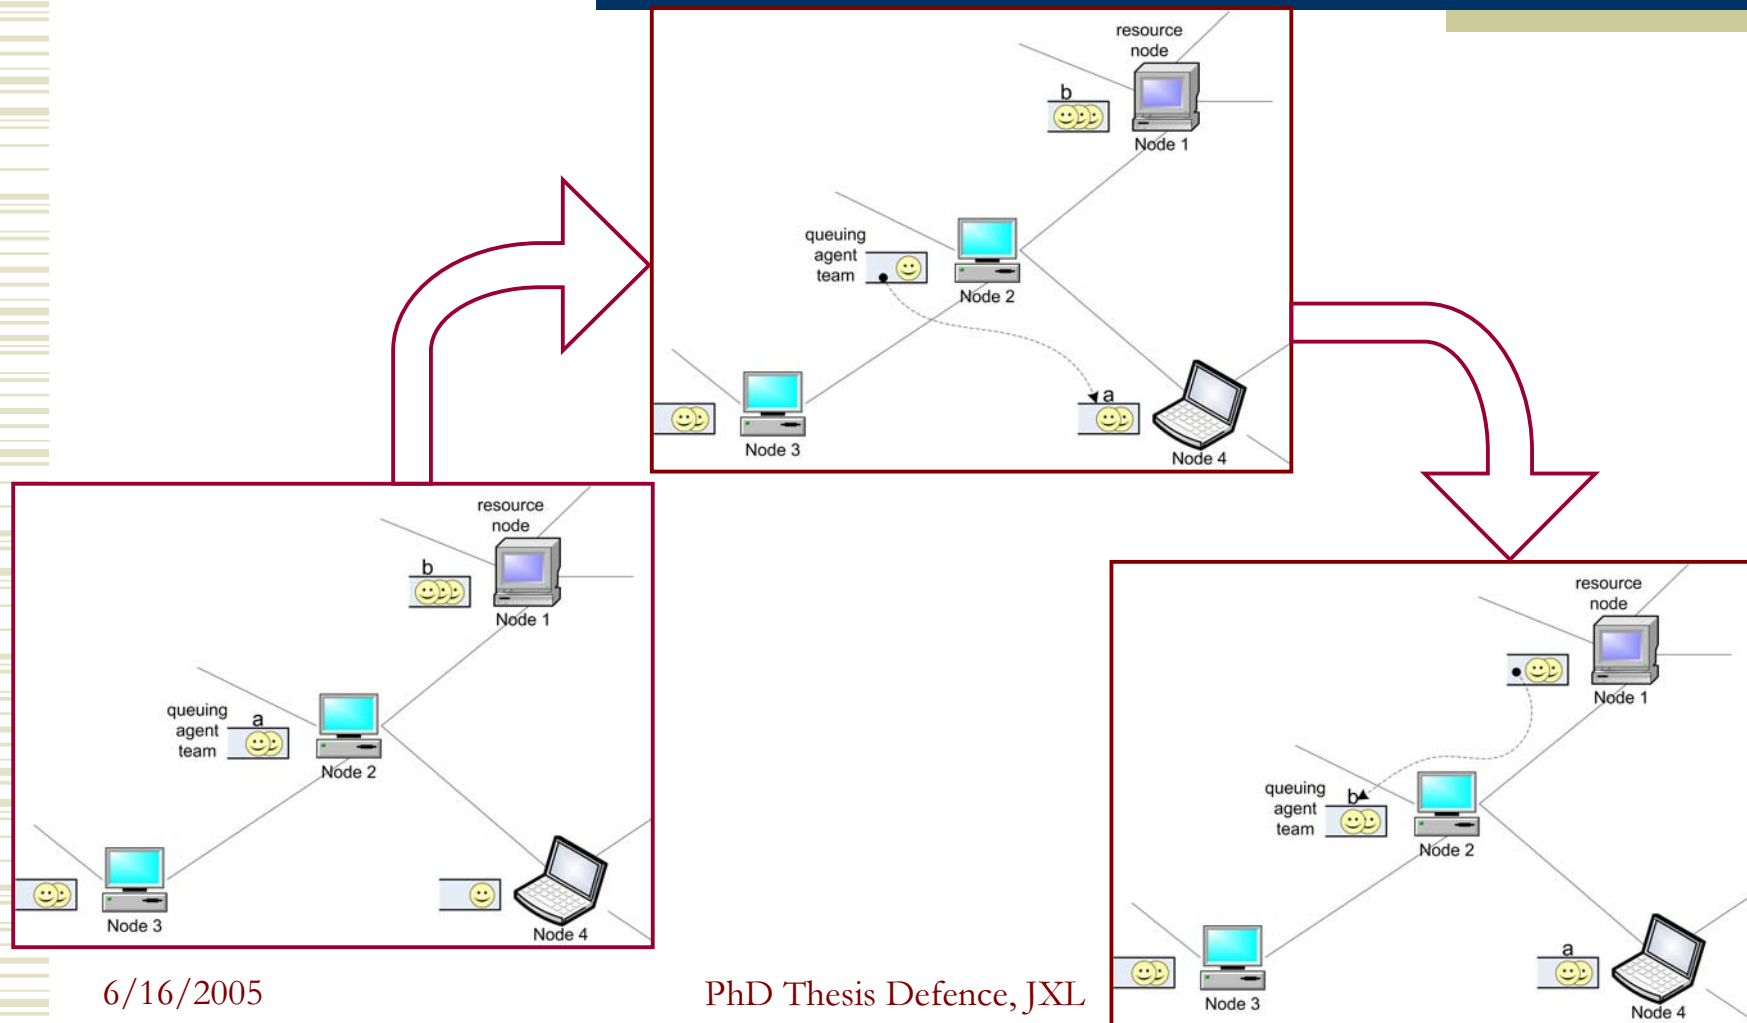 resource
node
b
Node 1
queuing
agent
team
Node 2
a
Node 3
Node 4
resource
node
b
Node 1
queuing
agent
team
a
Node 2
Node 3
Node 4
resource
node
Node 1
queuing
agent
team
b
Node 2
a
Node 3
Node 4
6/16/2005
PhD Thesis Defence, JXL